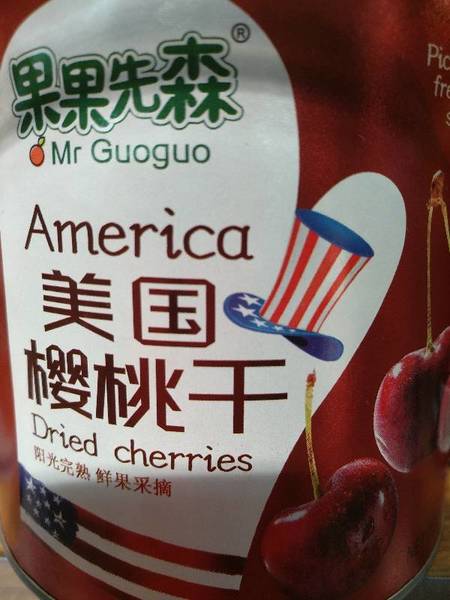 果果先森®
Mr Guoguo
America
美国
樱桃干
Dried cherries
阳光完熟 鲜果采摘